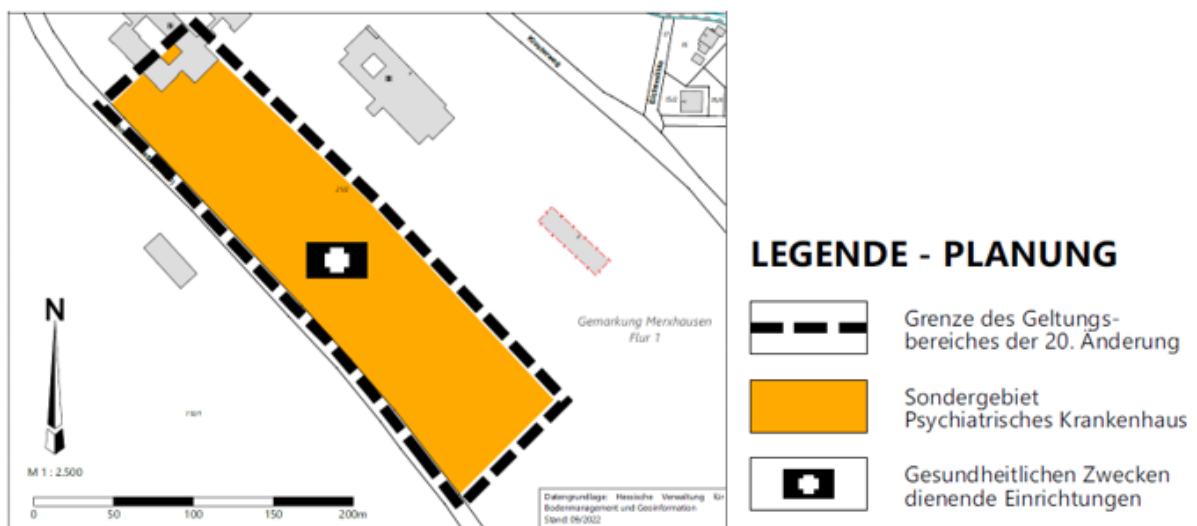 Kreuzerweg
Eichenmühle
Gemarkung Merxhausen
Flur 1
N
M 1 : 2.500
0 50 100 150 200m
Datengrundlage: Hessische Verwaltung für
Bodenmanagement und Geoinformation
Stand 09/2022
LEGENDE - PLANUNG
Grenze des Geltungs-
bereiches der 20. Änderung
Sondergebiet
Psychiatrisches Krankenhaus
Gesundheitlichen Zwecken
dienende Einrichtungen